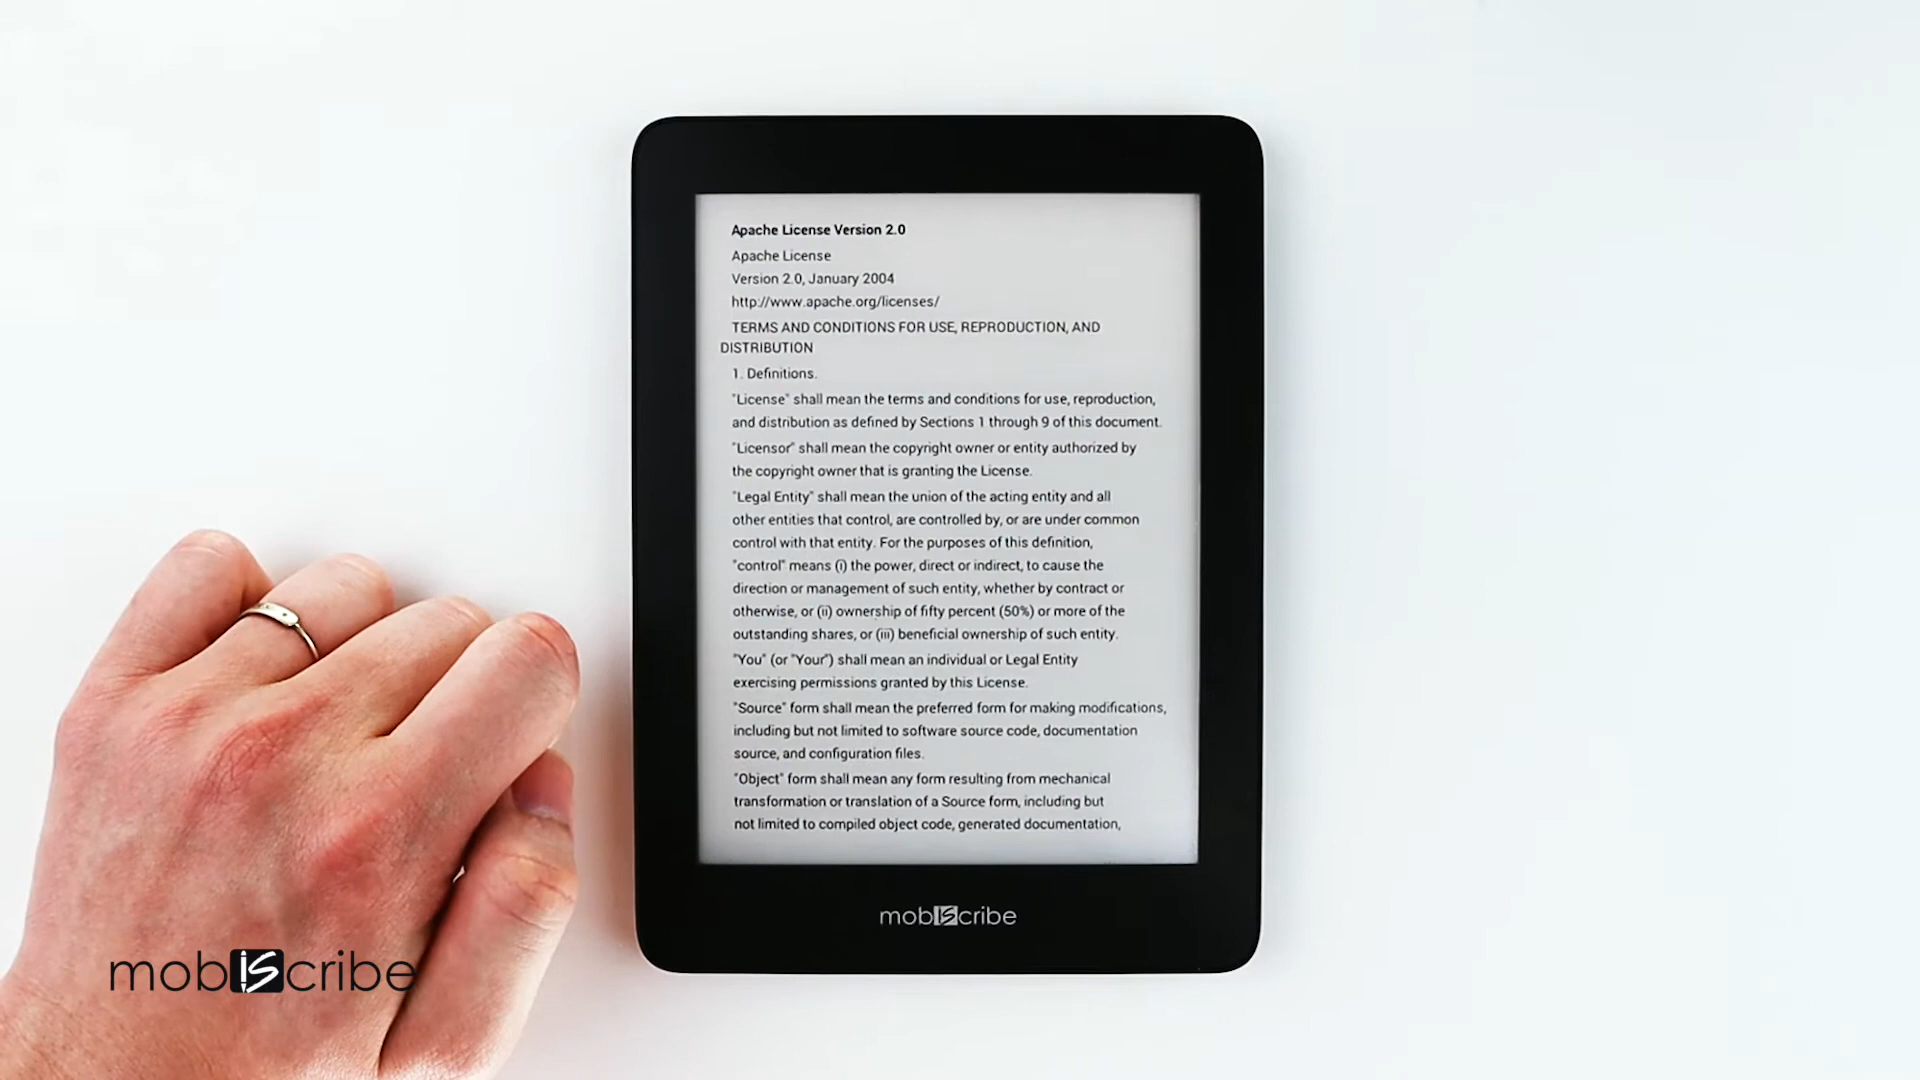 Apache License Version 2.0
Apache License
Version 2.0, January 2004
http://www.apache.org/licenses/
TERMS AND CONDITIONS FOR USE, REPRODUCTION, AND
DISTRIBUTION
1. Definitions.
"License" shall mean the terms and conditions for use, reproduction,
and distribution as defined by Sections 1 through 9 of this document.
"Licensor" shall mean the copyright owner or entity authorized by
the copyright owner that is granting the License.
"Legal Entity" shall mean the union of the acting entity and all
other entities that control, are controlled by, or are under common
control with that entity. For the purposes of this definition,
"control" means (i) the power, direct or indirect, to cause the
direction or management of such entity, whether by contract or
otherwise, or (ii) ownership of fifty percent (50%) or more of the
outstanding shares, or (iii) beneficial ownership of such entity.
"You" (or "Your") shall mean an individual or Legal Entity
exercising permissions granted by this License.
"Source" form shall mean the preferred form for making modifications,
including but not limited to software source code, documentation
source, and configuration files.
"Object" form shall mean any form resulting from mechanical
transformation or translation of a Source form, including but
not limited to compiled object code, generated documentation,
mobiscribe
mobiscribe